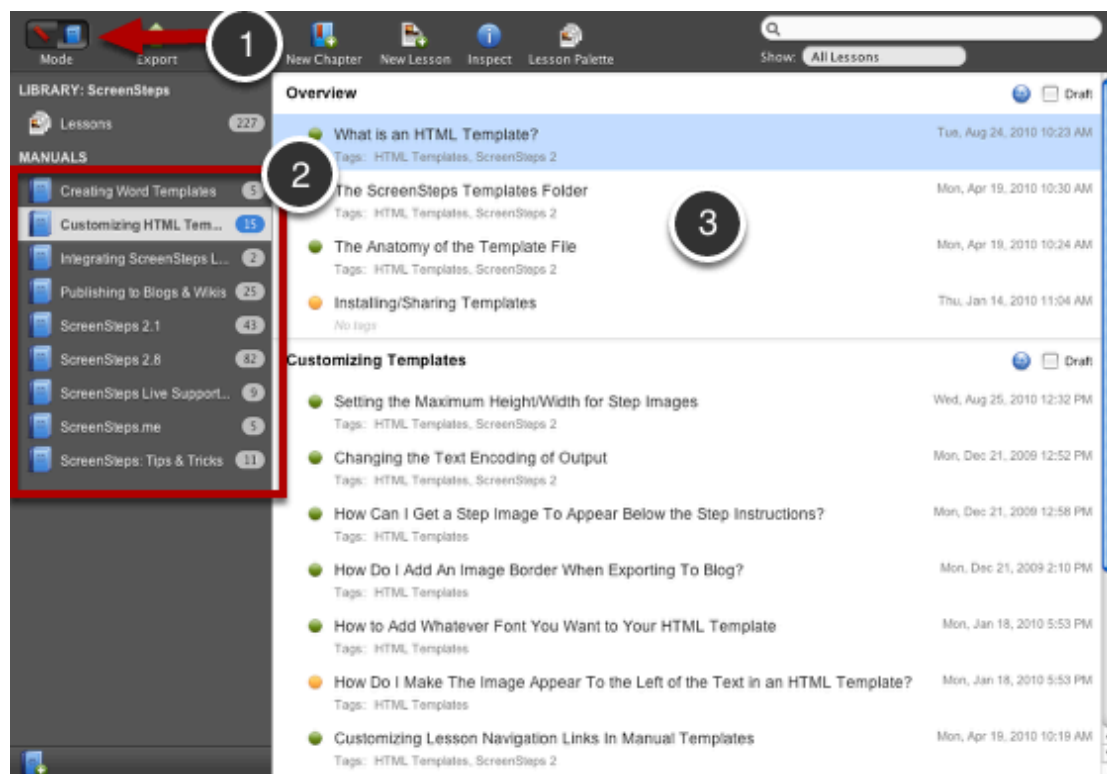 1
Mode
Export
New Chapter
New Lesson
Inspect
Lesson Palette
Show: All Lessons
LIBRARY: ScreenSteps
Lessons 227
MANUALS
2
Creating Word Templates 5
Customizing HTML Tem... 15
Integrating ScreenSteps L... 2
Publishing to Blogs & Wikis 25
ScreenSteps 2.1 43
ScreenSteps 2.8 82
ScreenSteps Live Support... 9
ScreenSteps.me 5
ScreenSteps: Tips & Tricks 11
Overview Draft
What is an HTML Template? Tue, Aug 24, 2010 10:23 AM
Tags: HTML Templates, ScreenSteps 2
The ScreenSteps Templates Folder Mon, Apr 19, 2010 10:30 AM
Tags: HTML Templates, ScreenSteps 2
3
The Anatomy of the Template File Mon, Apr 19, 2010 10:24 AM
Tags: HTML Templates, ScreenSteps 2
Installing/Sharing Templates Thu, Jan 14, 2010 11:04 AM
No tags
Customizing Templates Draft
Setting the Maximum Height/Width for Step Images Wed, Aug 25, 2010 12:32 PM
Tags: HTML Templates, ScreenSteps 2
Changing the Text Encoding of Output Mon, Dec 21, 2009 12:52 PM
Tags: HTML Templates, ScreenSteps 2
How Can I Get a Step Image To Appear Below the Step Instructions? Mon, Dec 21, 2009 12:58 PM
Tags: HTML Templates
How Do I Add An Image Border When Exporting To Blog? Mon, Dec 21, 2009 2:10 PM
Tags: HTML Templates
How to Add Whatever Font You Want to Your HTML Template Mon, Jan 18, 2010 5:53 PM
Tags: HTML Templates
How Do I Make The Image Appear To the Left of the Text in an HTML Template? Mon, Jan 18, 2010 5:53 PM
Tags: HTML Templates
Customizing Lesson Navigation Links In Manual Templates Mon, Apr 19, 2010 10:19 AM
Tags: HTML Templates, ScreenSteps 2